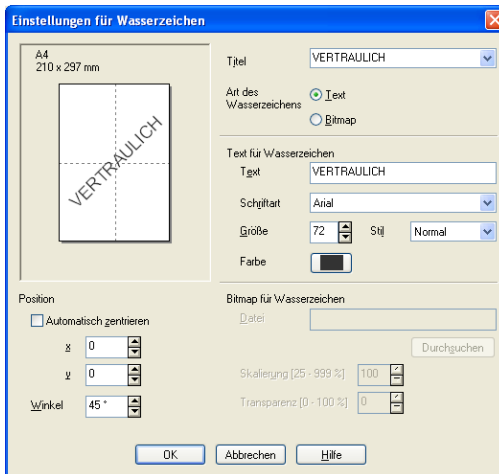 Einstellungen für Wasserzeichen
A4
210 x 297 mm
VERTRAULICH
Titel VERTRAULICH
Art des Wasserzeichens
Text
Bitmap
Text für Wasserzeichen
Text VERTRAULICH
Schriftart Arial
Größe 72 Stil Normal
Farbe
Position
Automatisch zentrieren
x 0
y 0
Winkel 45 °
Bitmap für Wasserzeichen
Datei
Durchsuchen
Skalierung [25 - 999 %] 100
Transparenz [0 - 100 %] 0
OK Abbrechen Hilfe